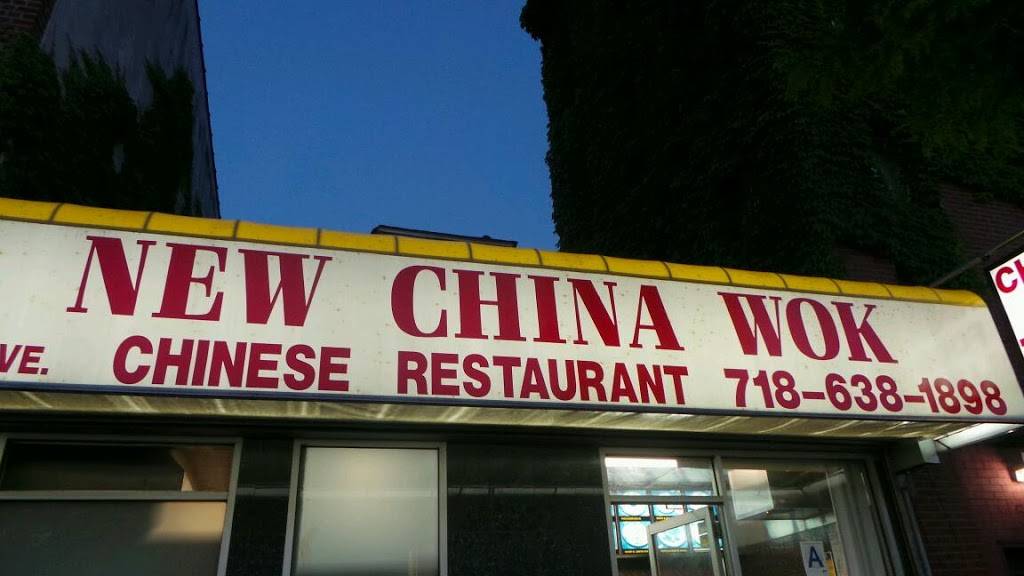 NEW CHINA WOK
VE. CHINESE RESTAURANT 718-638-1898
A